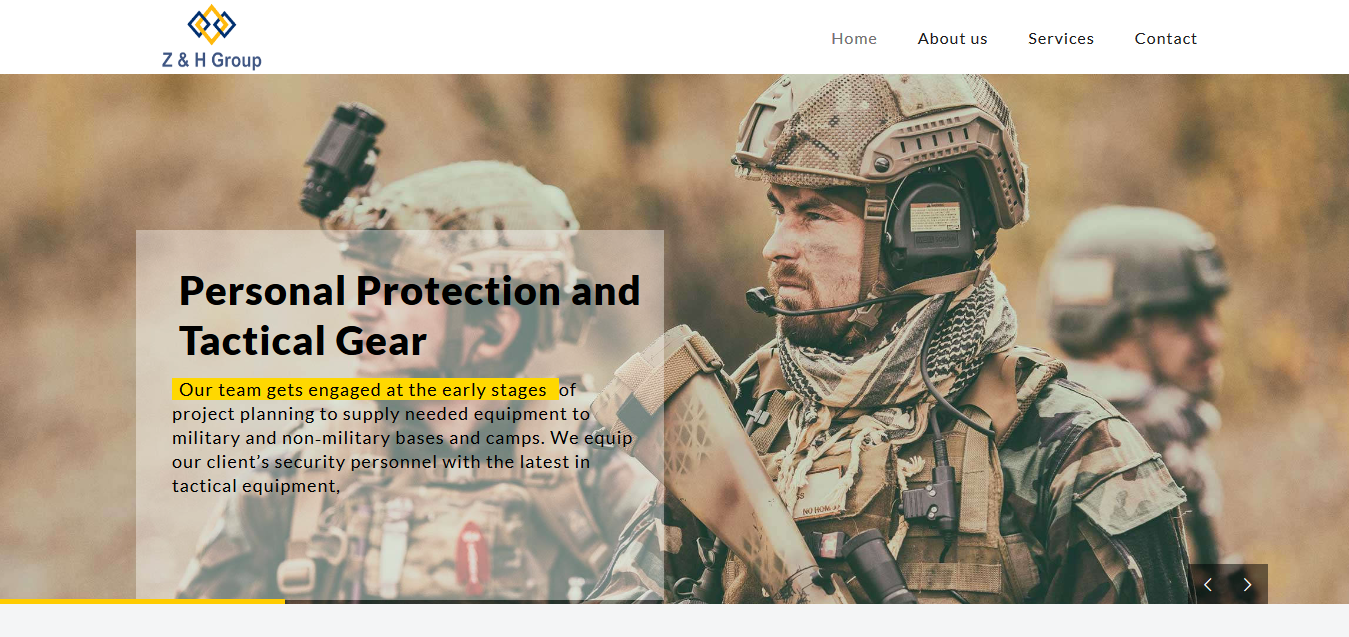 Z & H Group
Home
About us
Services
Contact
Personal Protection and
Tactical Gear
Our team gets engaged at the early stages of
project planning to supply needed equipment to
military and non-military bases and camps. We equip
our client’s security personnel with the latest in
tactical equipment,